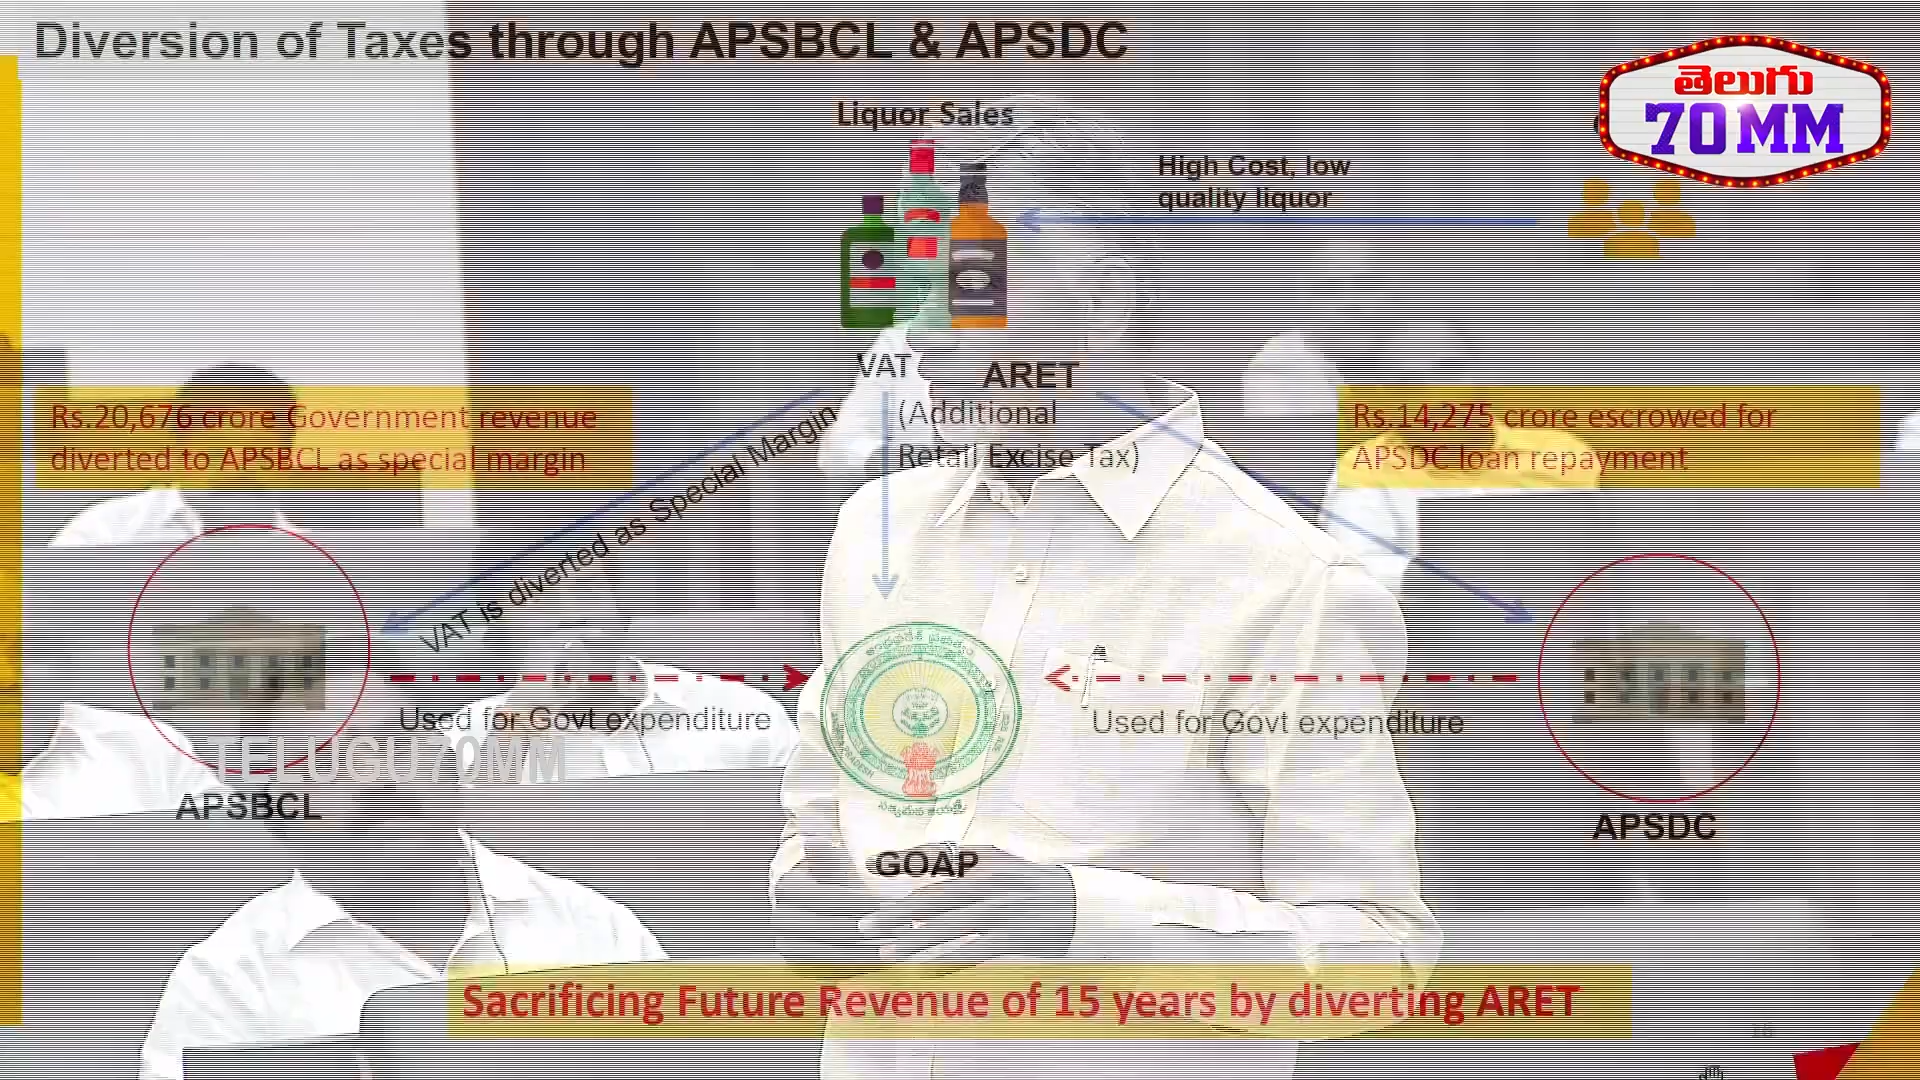 Diversion of Taxes through APSBCL & APSDC
తెలుగు
70MM
Liquor Sales
High Cost, low
quality liquor
VAT
ARET
(Additional
Retail Excise Tax)
Rs.20,676 crore Government revenue
diverted to APSBCL as special margin
Rs.14,275 crore escrowed for
APSDC loan repayment
VAT is diverted as Special Margin
Used for Govt expenditure
Used for Govt expenditure
TELUGU70MM
APSBCL
APSDC
GOAP
Sacrificing Future Revenue of 15 years by diverting ARET